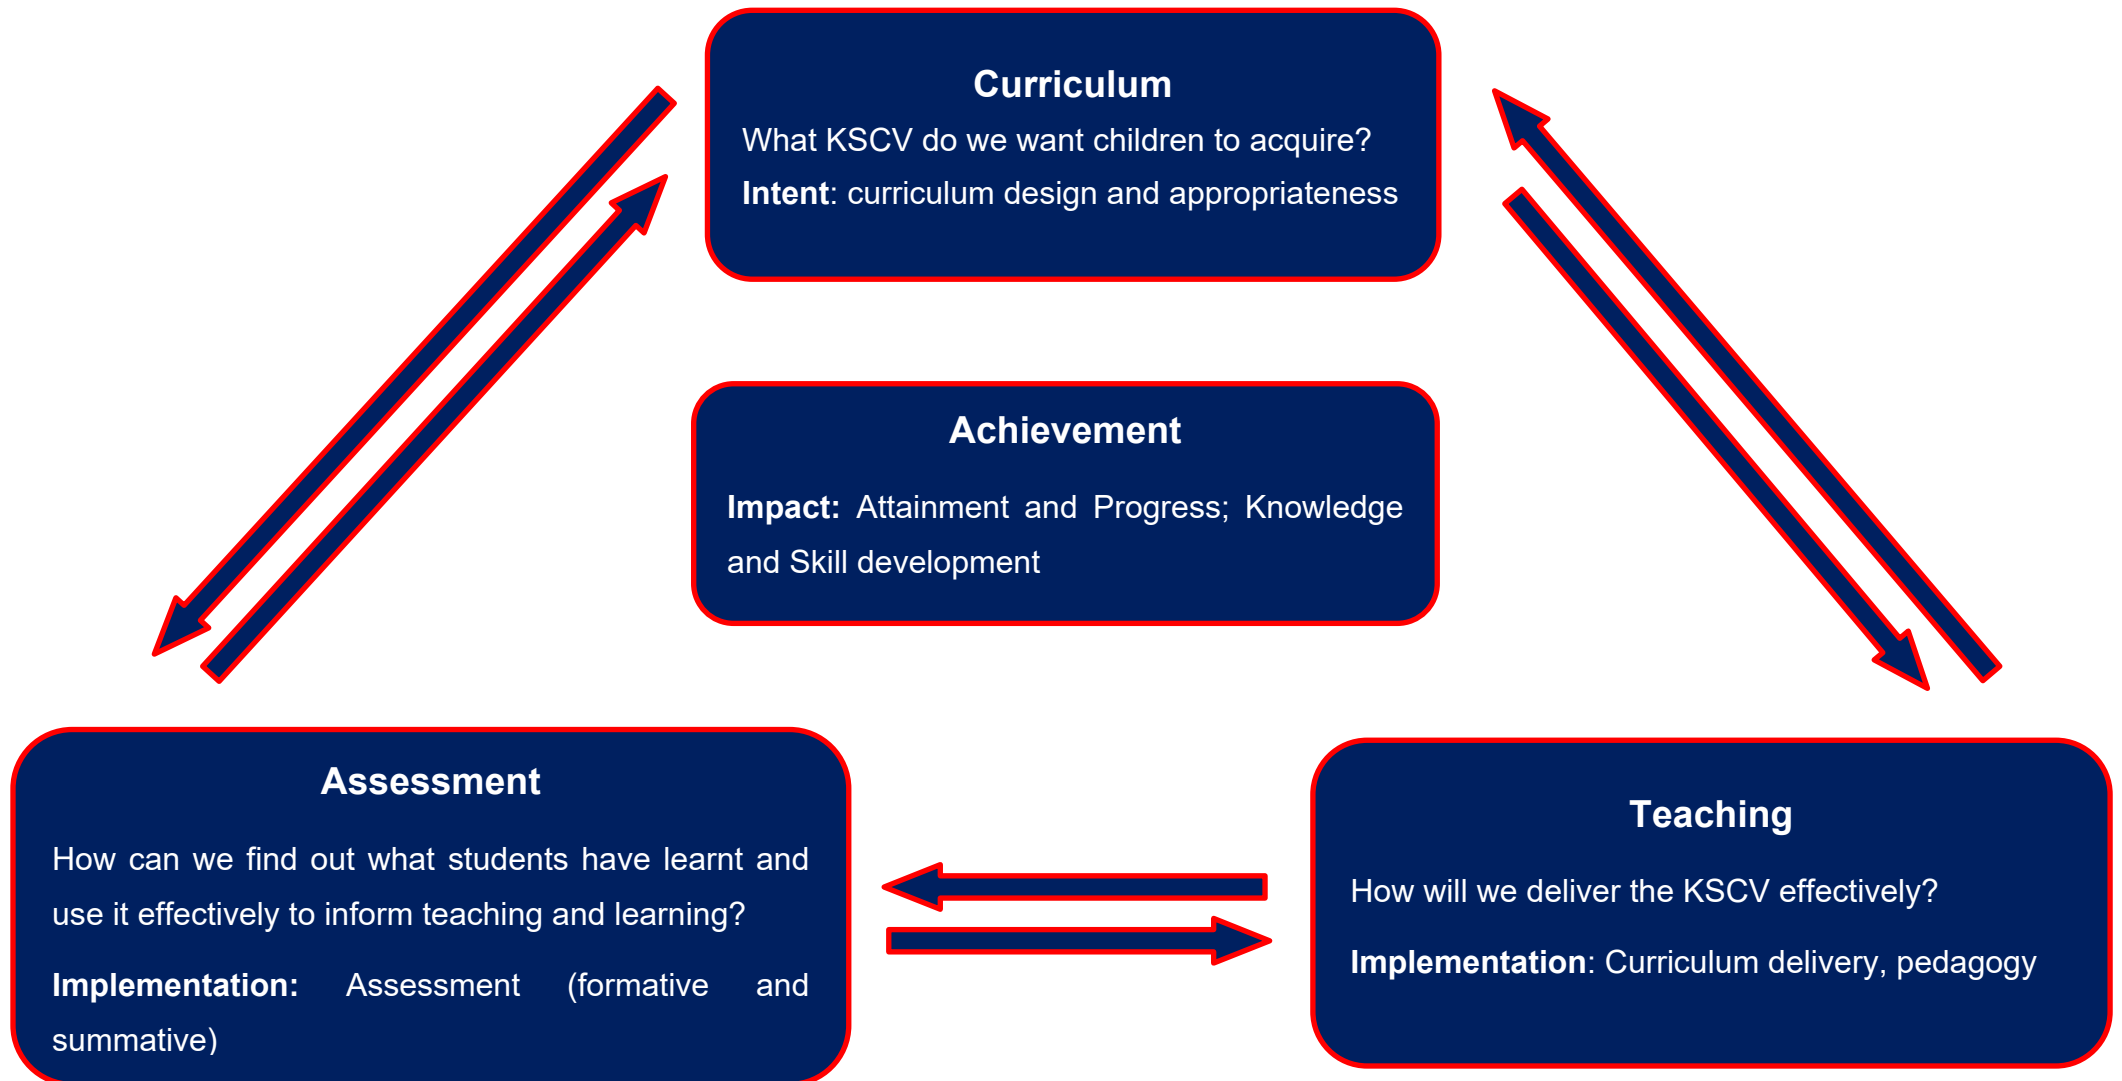 Curriculum
What KSCV do we want children to acquire?
Intent: curriculum design and appropriateness
Achievement
Impact: Attainment and Progress; Knowledge
and Skill development
Assessment
How can we find out what students have learnt and
use it effectively to inform teaching and learning?
Implementation: Assessment (formative and
summative)
Teaching
How will we deliver the KSCV effectively?
Implementation: Curriculum delivery, pedagogy